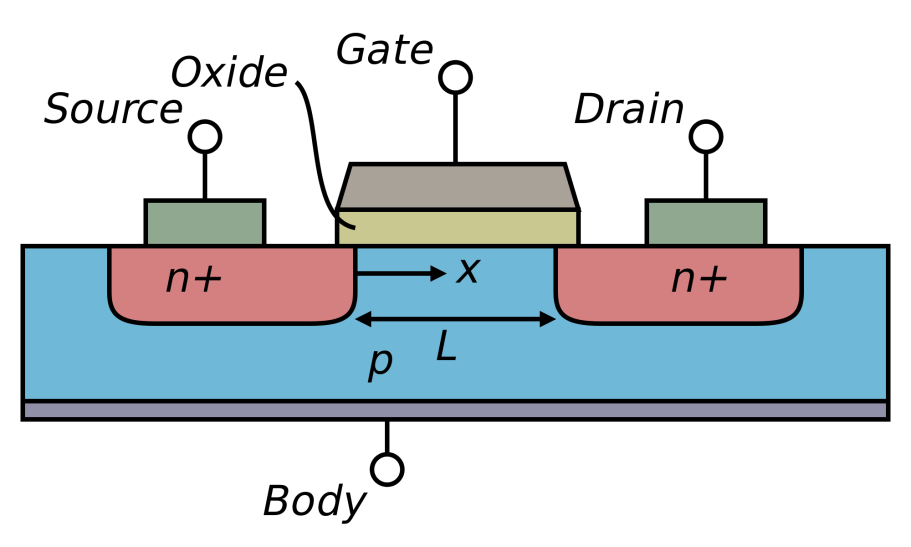 Gate
Oxide
Source
Drain
n+
x
n+
L
p
Body